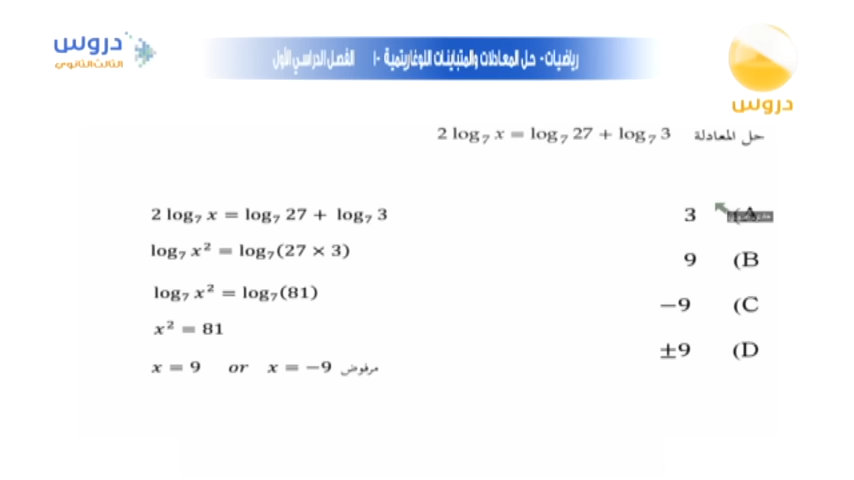 دروس
الثالث الثانوي
رياضيات - حل المعادلات والمتباينات اللوغاريتمية -١ الفصل الدراسي الأول
دروس
حل المعادلة 2 log₇ x = log₇ 27 + log₇ 3
2 log₇ x = log₇ 27 + log₇ 3
log₇ x² = log₇(27 × 3)
log₇ x² = log₇(81)
x² = 81
x = 9 or x = −9 مرفوض
3 (A
9 (B
−9 (C
±9 (D